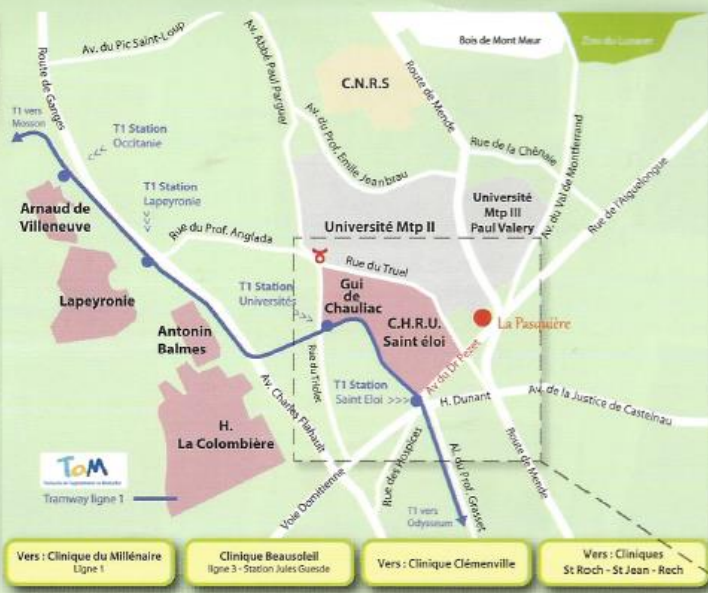 Av. du Pic Saint-Loup
Route de Ganges
Av. Abbé Paul Parguel
Bois de Mont Maur
C.N.R.S
Route de Mende
T1 vers
Mosson
T1 Station
Occitanie
Av. du Prof. Emile Jeanbrau
Rue de la Chênaie
Av. du Val de Montferrand
Rue de l'Aiguelongue
T1 Station
Lapeyronie
Arnaud de
Villeneuve
Université
Mtp III
Paul Valery
Université Mtp II
Rue du Prof. Anglada
Rue du Truel
Lapeyronie
T1 Station
Universités >>>
Gui
de
Chauliac
C.H.R.U.
Saint éloi
La Pasquière
Antonin
Balmes
Rue du Triolet
Av du Dr Pezet
T1 Station
Saint Eloi >>>
H. Dunant
Av. de la Justice de Castelnau
Av. Charles Flahault
H.
La Colombière
Rue des Hospices
Al. du Prof. Grasset
Route de Mende
TaM
Tramway ligne 1
Voie Domitienne
T1 vers
Odysseum
Vers : Clinique du Millénaire
Ligne 1
Clinique Beausoleil
ligne 3 - Station Jules Guesde
Vers : Clinique Clémenville
Vers : Cliniques
St Roch - St Jean - Rech